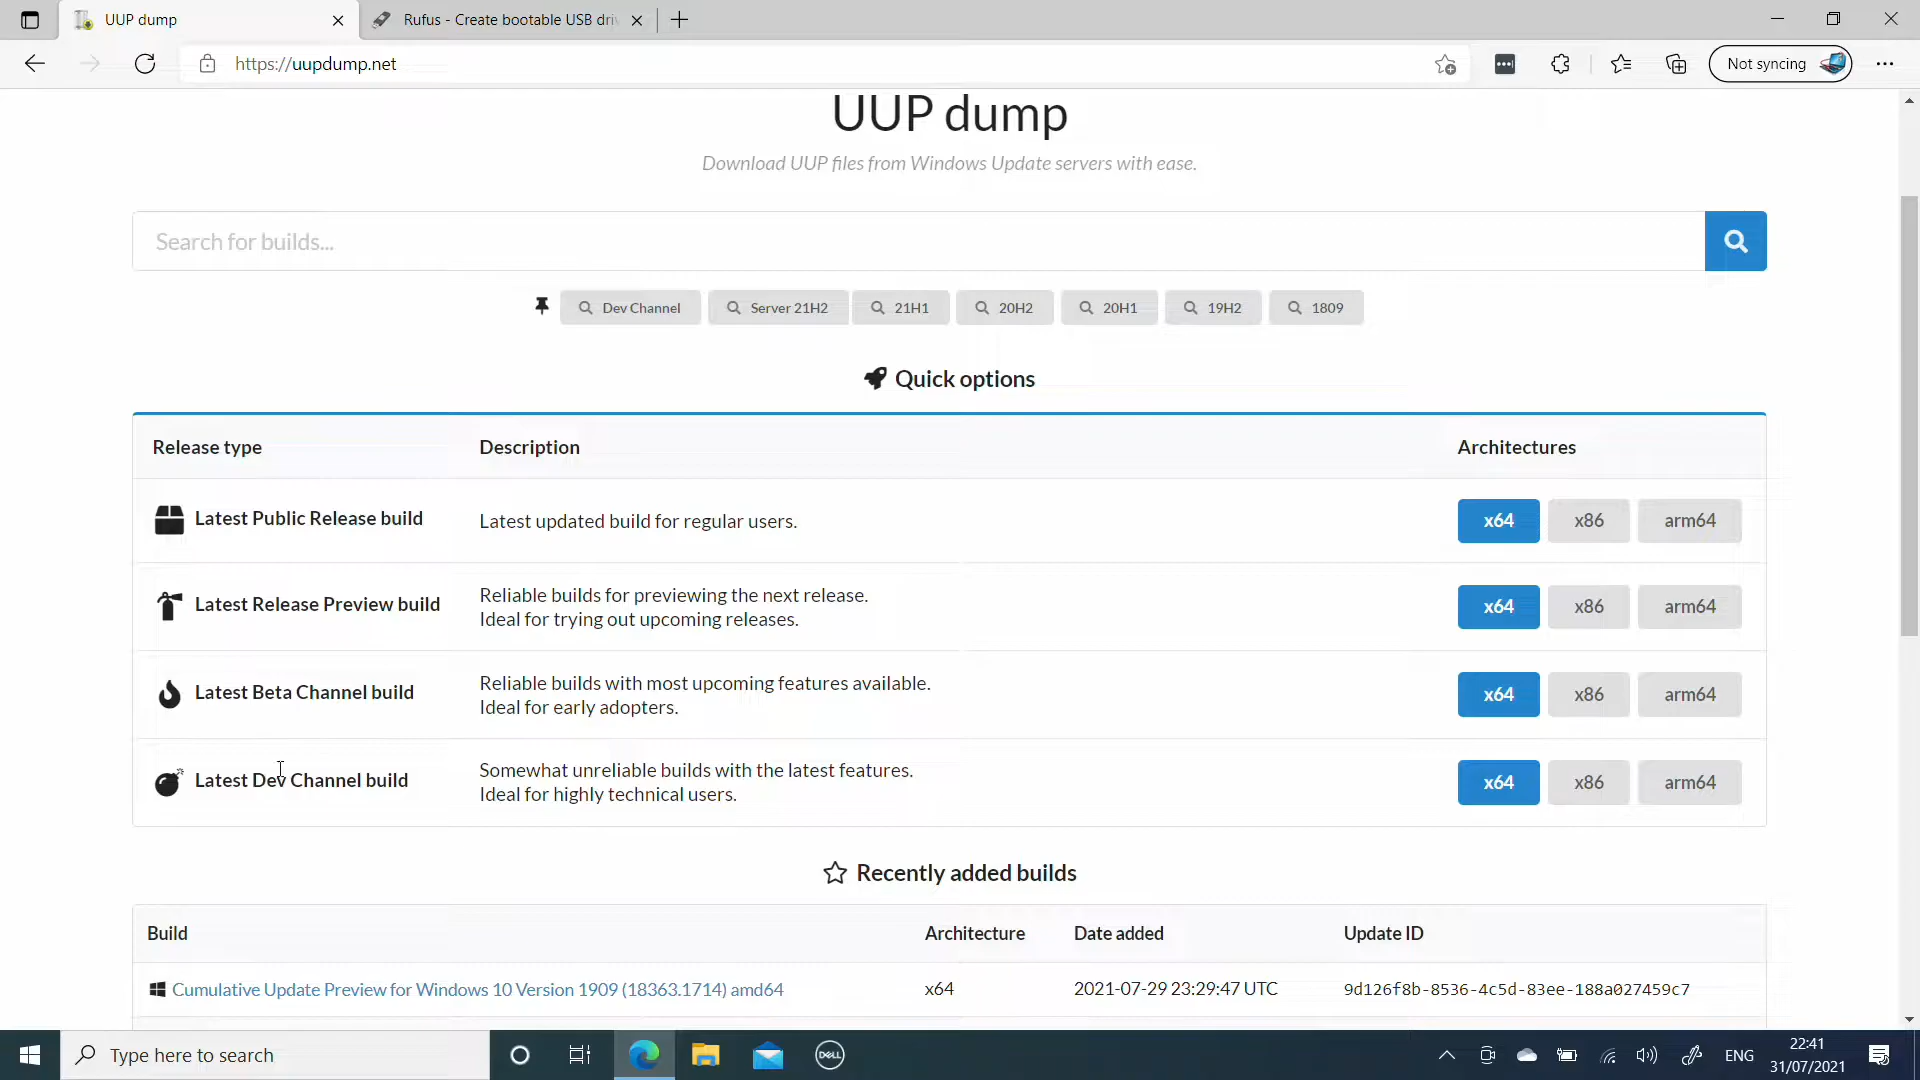 UUP dump
Rufus - Create bootable USB dri
https://uupdump.net
Not syncing
UUP dump
Download UUP files from Windows Update servers with ease.
Search for builds...
Dev Channel
Server 21H2
21H1
20H2
20H1
19H2
1809
Quick options
Release type Description Architectures
Latest Public Release build Latest updated build for regular users. x64 x86 arm64
Latest Release Preview build Reliable builds for previewing the next release.
Ideal for trying out upcoming releases. x64 x86 arm64
Latest Beta Channel build Reliable builds with most upcoming features available.
Ideal for early adopters. x64 x86 arm64
Latest Dev Channel build Somewhat unreliable builds with the latest features.
Ideal for highly technical users. x64 x86 arm64
Recently added builds
Build Architecture Date added Update ID
Cumulative Update Preview for Windows 10 Version 1909 (18363.1714) amd64 x64 2021-07-29 23:29:47 UTC 9d126f8b-8536-4c5d-83ee-188a027459c7
Type here to search
DELL
ENG
22:41
31/07/2021